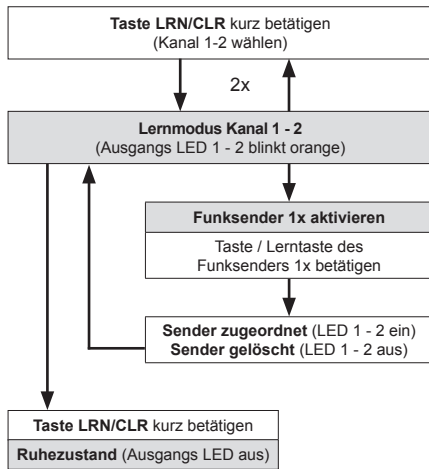 Taste LRN/CLR kurz betätigen
(Kanal 1-2 wählen)
2x
Lernmodus Kanal 1 - 2
(Ausgangs LED 1 - 2 blinkt orange)
Funksender 1x aktivieren
Taste / Lerntaste des
Funksenders 1x betätigen
Sender zugeordnet (LED 1 - 2 ein)
Sender gelöscht (LED 1 - 2 aus)
Taste LRN/CLR kurz betätigen
Ruhezustand (Ausgangs LED aus)